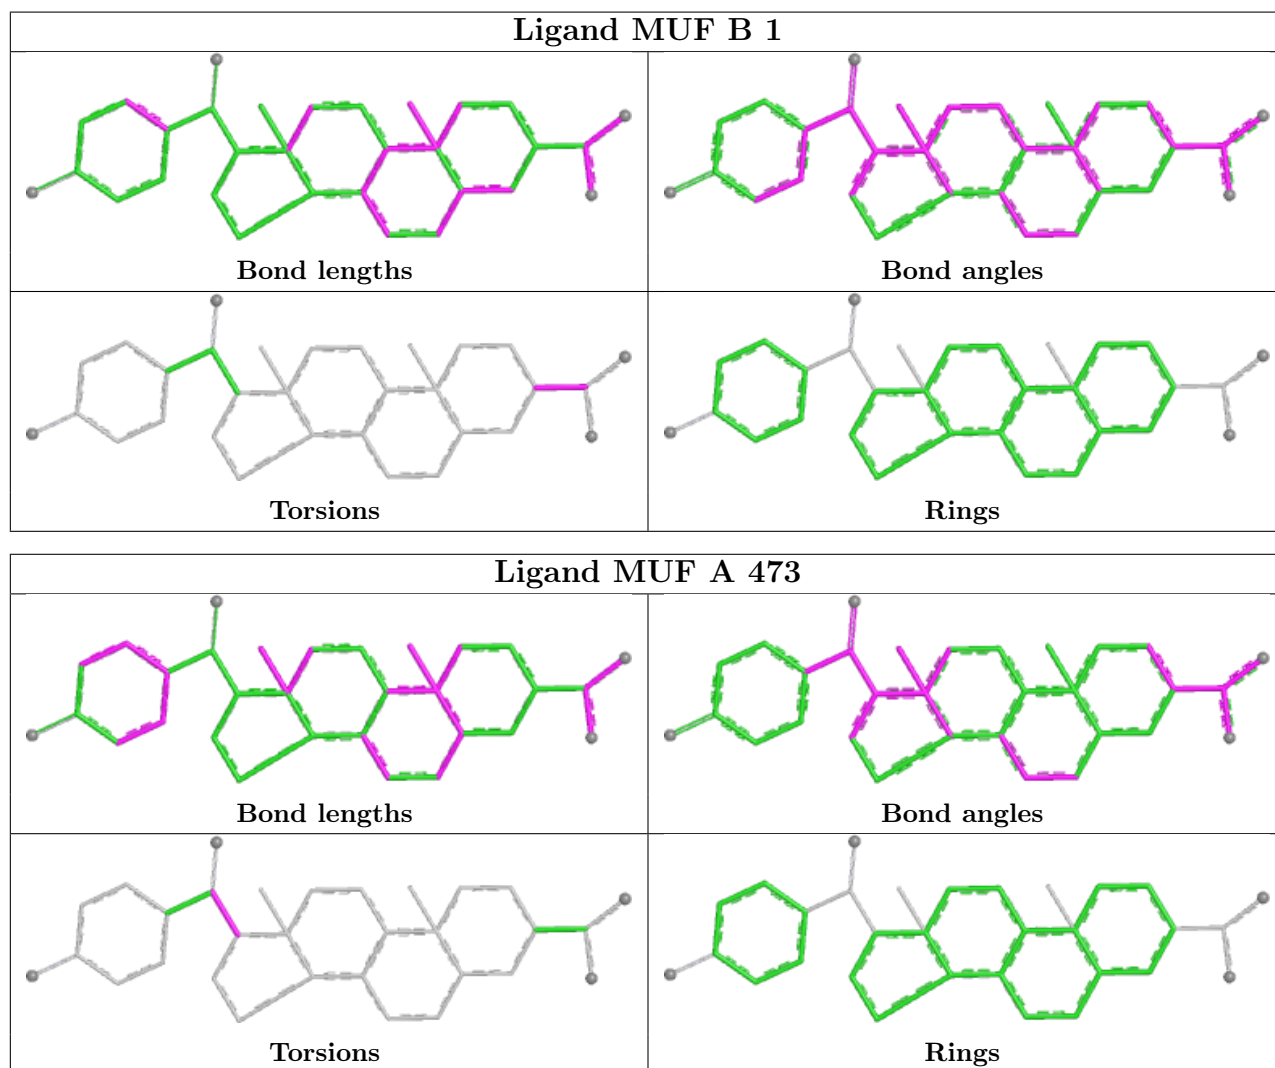 Ligand MUF B 1
Bond lengths
Bond angles
Torsions
Rings
Ligand MUF A 473
Bond lengths
Bond angles
Torsions
Rings